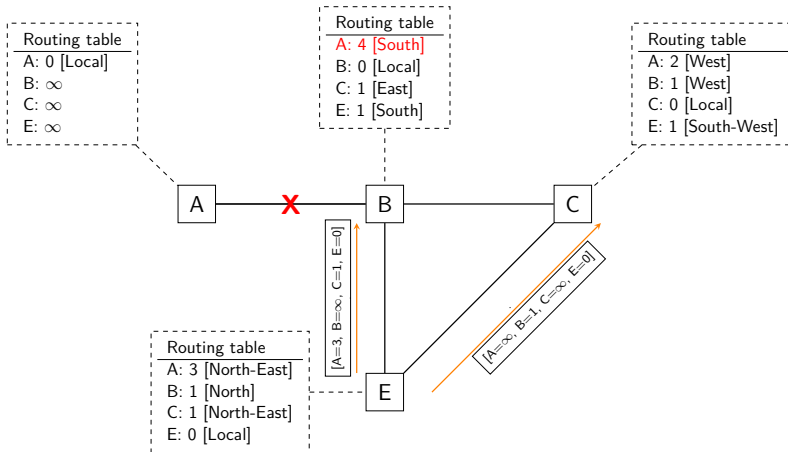 Routing table
A: 0 [Local]
B: ∞
C: ∞
E: ∞
Routing table
A: 4 [South]
B: 0 [Local]
C: 1 [East]
E: 1 [South]
Routing table
A: 2 [West]
B: 1 [West]
C: 0 [Local]
E: 1 [South-West]
A
X
B
C
[A=3, B=∞, C=1, E=0]
[A=∞, B=1, C=∞, E=0]
Routing table
A: 3 [North-East]
B: 1 [North]
C: 1 [North-East]
E: 0 [Local]
E